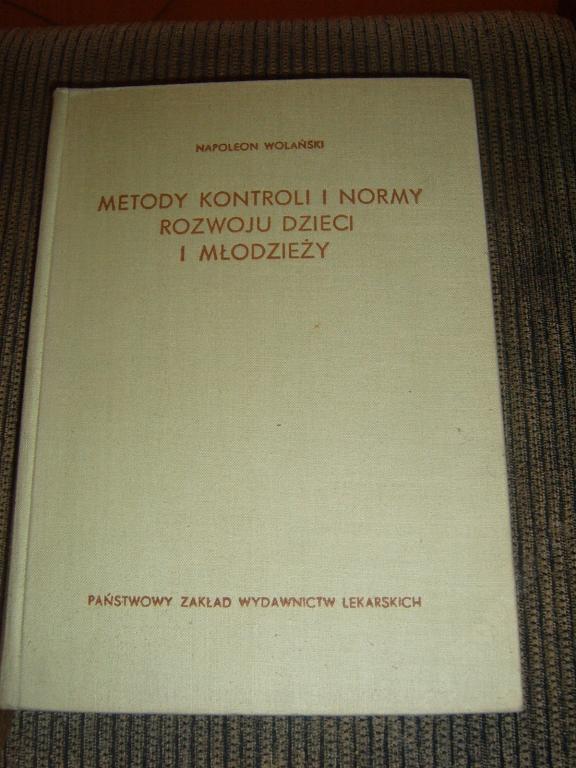 NAPOLEON WOLAŃSKI
METODY KONTROLI I NORMY
ROZWOJU DZIECI
I MŁODZIEŻY
PAŃSTWOWY ZAKŁAD WYDAWNICTW LEKARSKICH